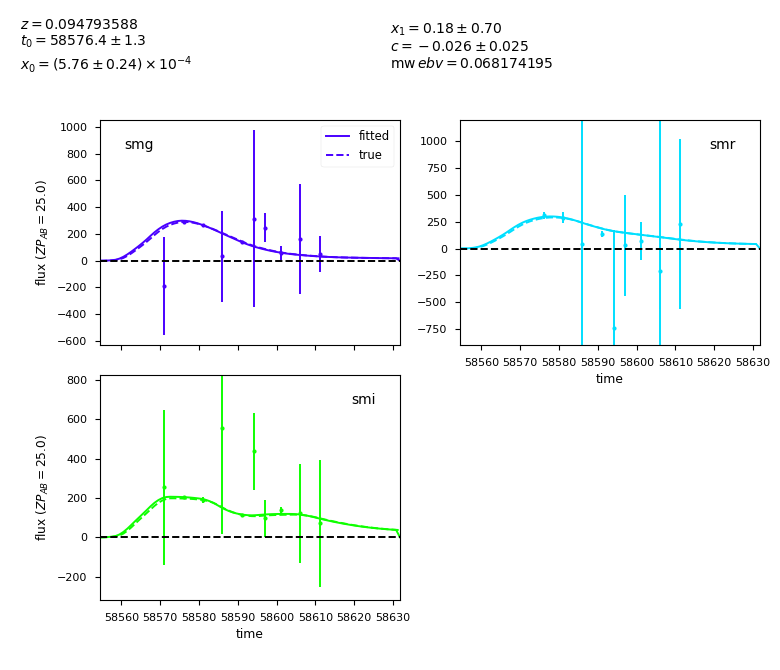 z = 0.094793588
t₀ = 58576.4 ± 1.3
x₀ = (5.76 ± 0.24) × 10⁻⁴
x₁ = 0.18 ± 0.70
c = −0.026 ± 0.025
mw ebv = 0.068174195
smg
fitted
true
1000
800
600
400
200
0
−200
−400
−600
flux (ZP_AB = 25.0)
smr
1000
750
500
250
0
−250
−500
−750
58560 58570 58580 58590 58600 58610 58620 58630
time
smi
800
600
400
200
0
−200
flux (ZP_AB = 25.0)
58560 58570 58580 58590 58600 58610 58620 58630
time